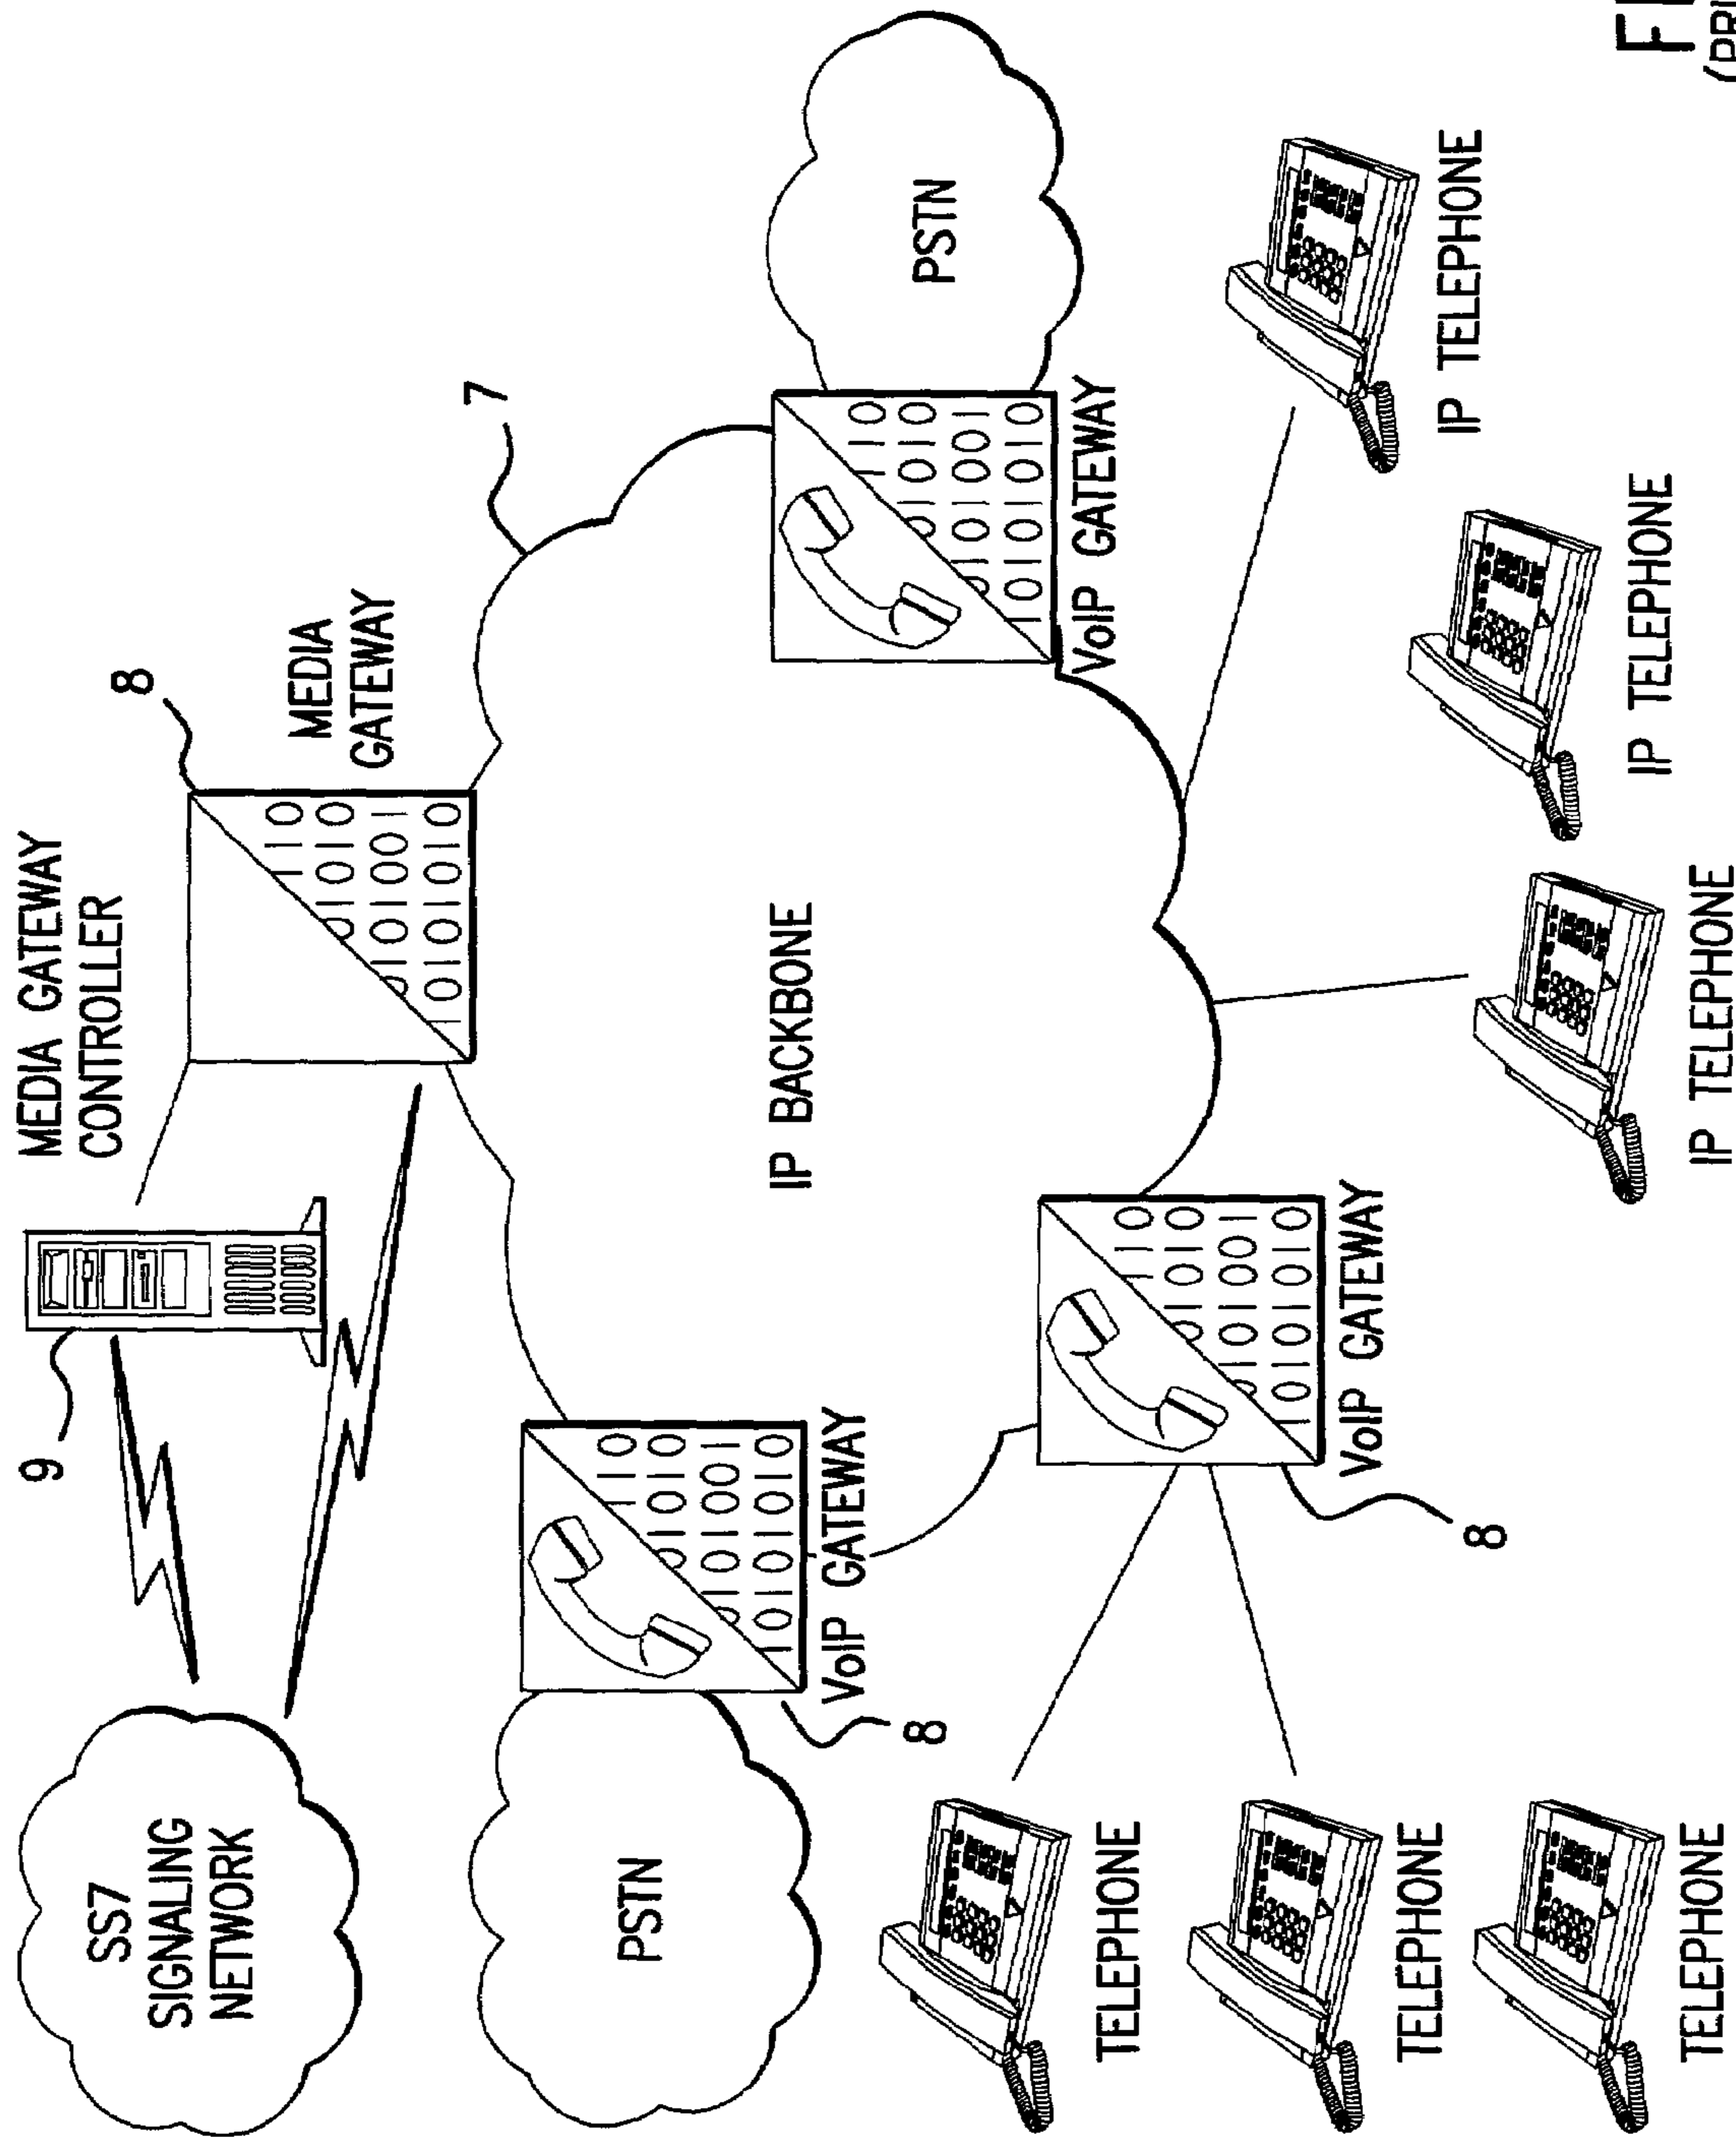 SS7
SIGNALING
NETWORK
9
MEDIA GATEWAY
CONTROLLER
8
MEDIA
GATEWAY
7
PSTN
VoIP GATEWAY
8
IP BACKBONE
VoIP GATEWAY
PSTN
VoIP GATEWAY
8
TELEPHONE
TELEPHONE
TELEPHONE
IP TELEPHONE
IP TELEPHONE
IP TELEPHONE